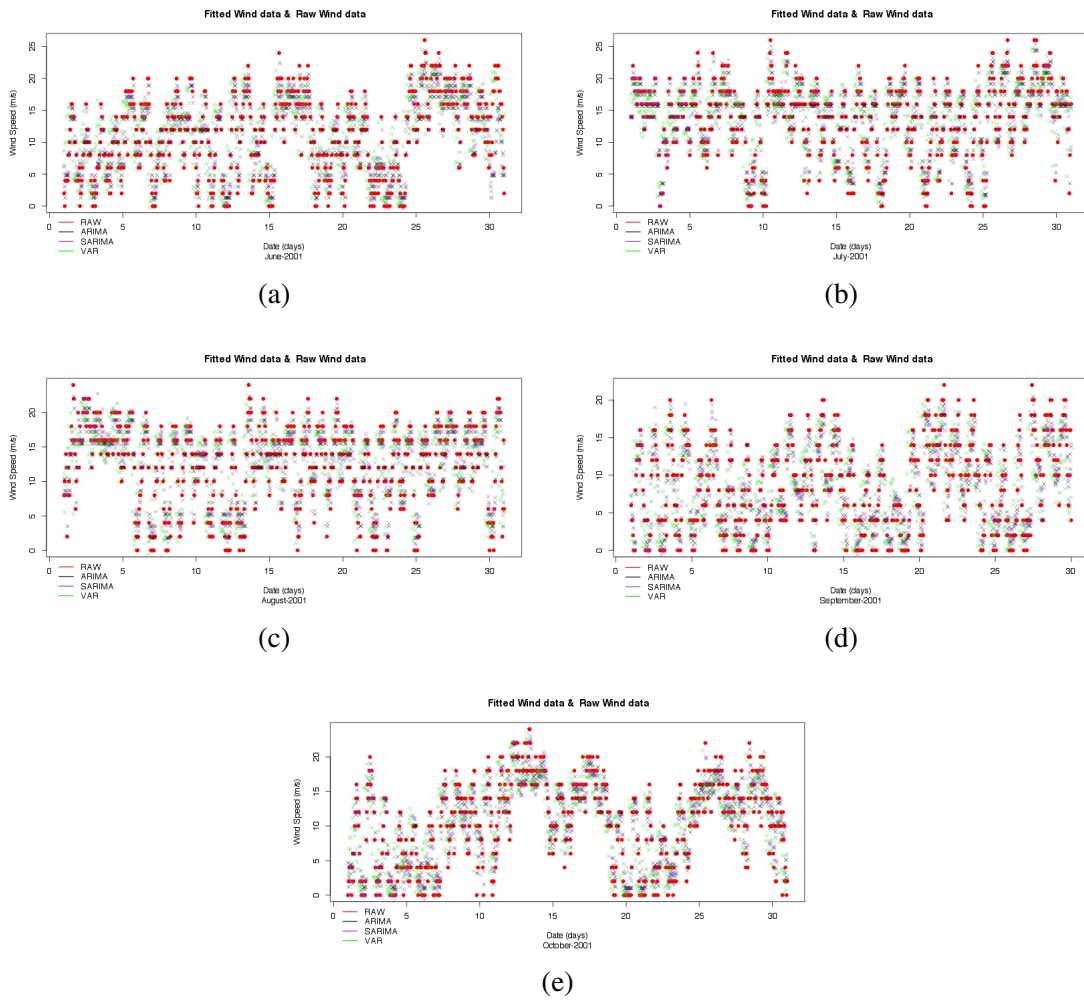 Fitted Wind data & Raw Wind data
Wind Speed (m/s)
25
20
15
10
5
0
0 5 10 15 20 25 30
RAW
ARIMA
SARIMA
VAR
Date (days)
June-2001
(a)
Fitted Wind data & Raw Wind data
Wind Speed (m/s)
25
20
15
10
5
0
0 5 10 15 20 25 30
RAW
ARIMA
SARIMA
VAR
Date (days)
July-2001
(b)
Fitted Wind data & Raw Wind data
Wind Speed (m/s)
20
15
10
5
0
0 5 10 15 20 25 30
RAW
ARIMA
SARIMA
VAR
Date (days)
August-2001
(c)
Fitted Wind data & Raw Wind data
Wind Speed (m/s)
20
15
10
5
0
0 5 10 15 20 25 30
RAW
ARIMA
SARIMA
VAR
Date (days)
September-2001
(d)
Fitted Wind data & Raw Wind data
Wind Speed (m/s)
20
15
10
5
0
0 5 10 15 20 25 30
RAW
ARIMA
SARIMA
VAR
Date (days)
October-2001
(e)